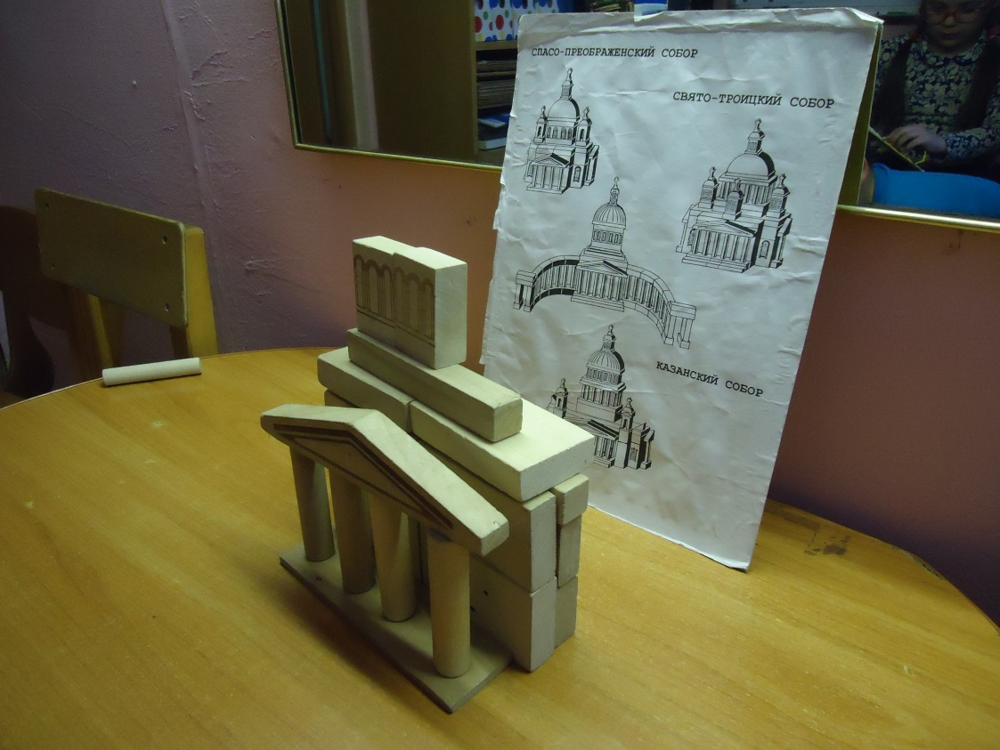 СПАСО-ПРЕОБРАЖЕНСКИЙ СОБОР
СВЯТО-ТРОИЦКИЙ СОБОР
КАЗАНСКИЙ СОБОР